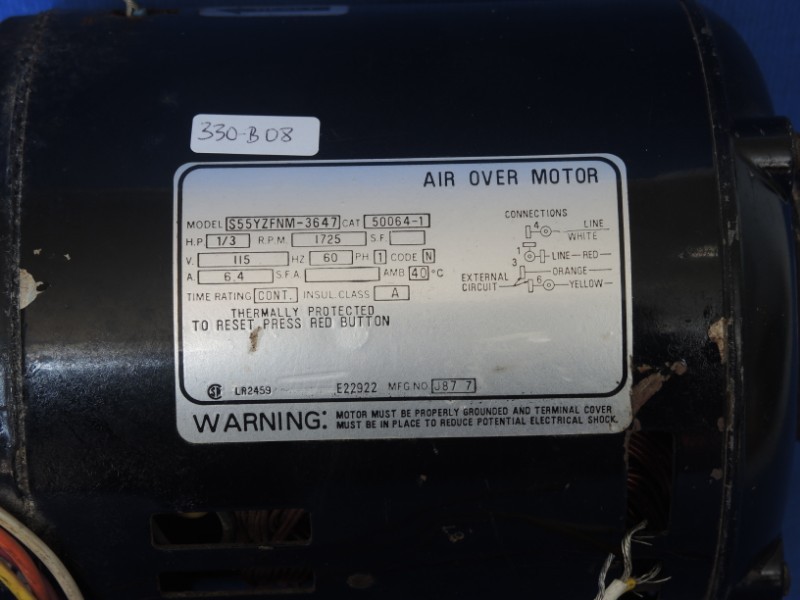 330-B08
AIR OVER MOTOR
MODEL S55YZFNM-3647 CAT 50064-1
H.P 1/3 R.P.M. 1725 S.F.
V. 115 HZ 60 PH 1 CODE N
A. 6.4 S.F.A. AMB 40 °C
TIME RATING CONT. INSUL.CLASS A
THERMALLY PROTECTED
TO RESET,PRESS RED BUTTON
CONNECTIONS
4 LINE
WHITE
1 LINE-RED
3 ORANGE
EXTERNAL
CIRCUIT 6 YELLOW
LR2459 E22922 MFG.NO J87 7
WARNING: MOTOR MUST BE PROPERLY GROUNDED AND TERMINAL COVER
MUST BE IN PLACE TO REDUCE POTENTIAL ELECTRICAL SHOCK.